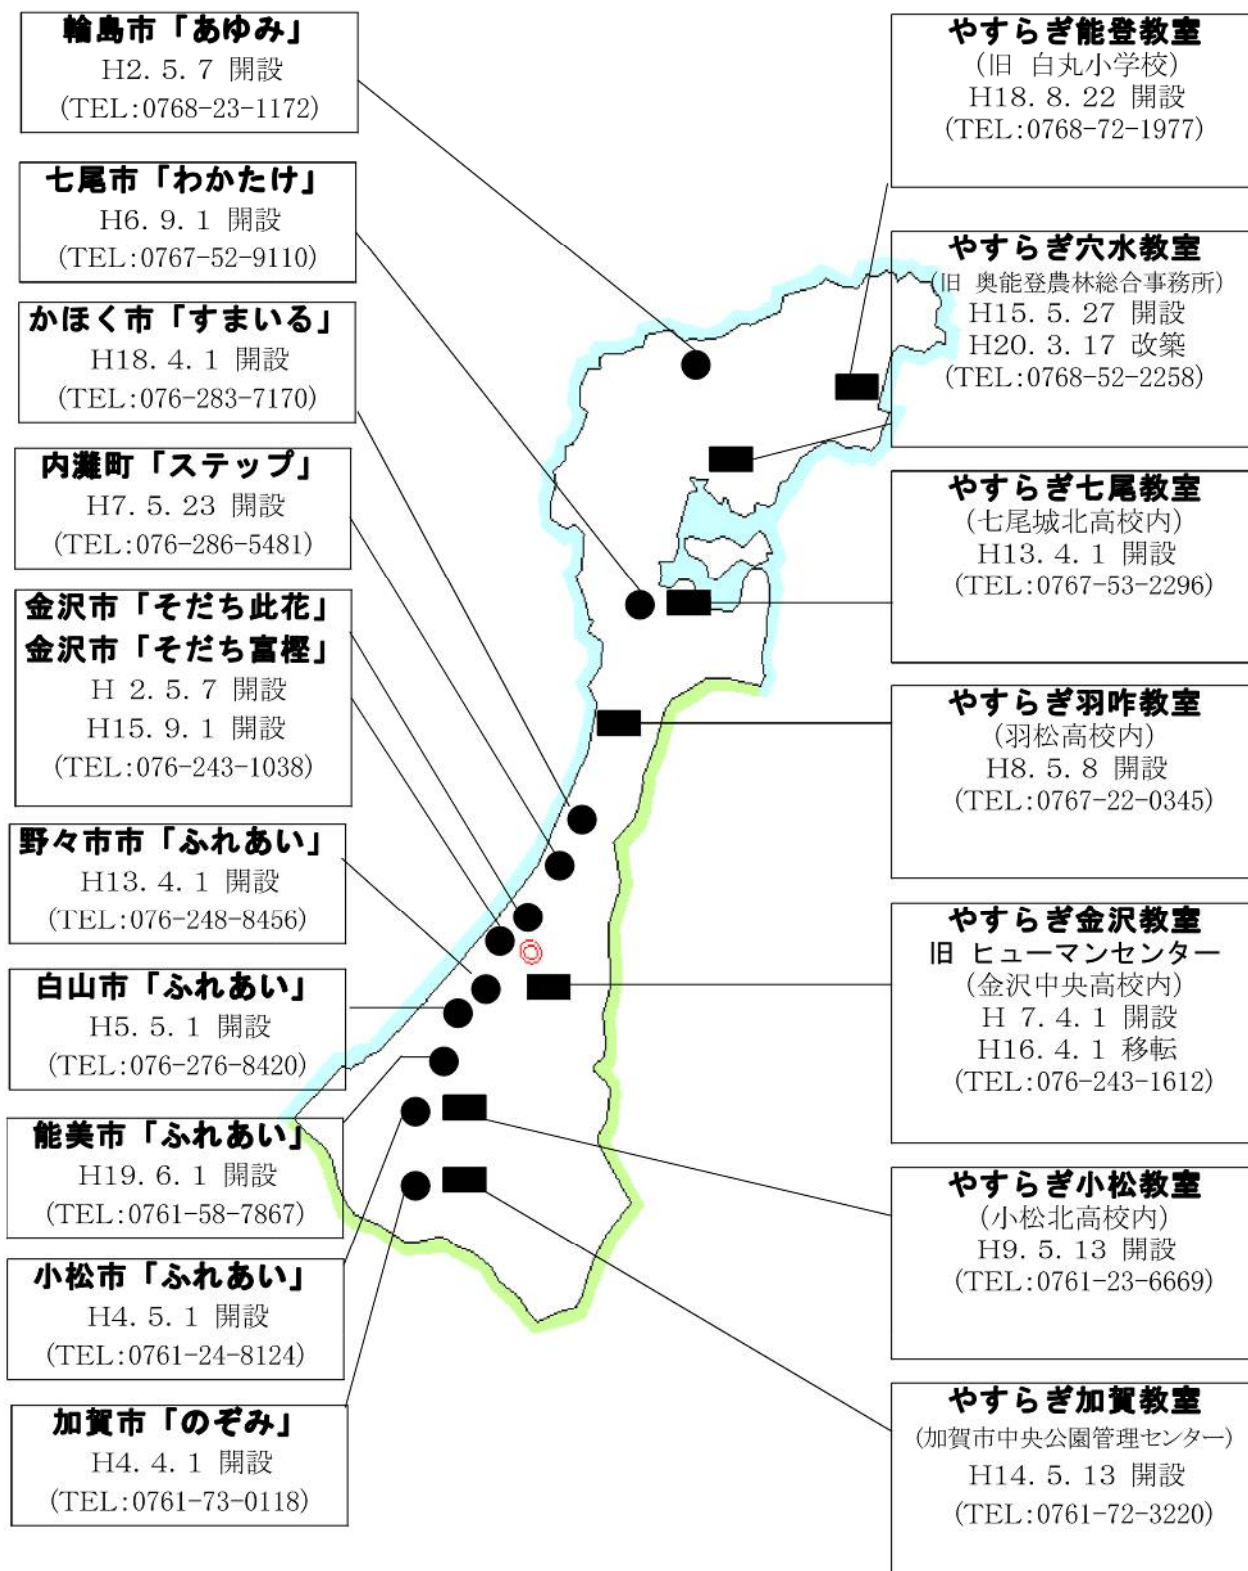 輪島市「あゆみ」
H2.5.7 開設
(TEL:0768-23-1172)
七尾市「わかたけ」
H6.9.1 開設
(TEL:0767-52-9110)
かほく市「すまいる」
H18.4.1 開設
(TEL:076-283-7170)
内灘町「ステップ」
H7.5.23 開設
(TEL:076-286-5481)
金沢市「そだち此花」
金沢市「そだち富樫」
H 2.5.7 開設
H15.9.1 開設
(TEL:076-243-1038)
野々市市「ふれあい」
H13.4.1 開設
(TEL:076-248-8456)
白山市「ふれあい」
H5.5.1 開設
(TEL:076-276-8420)
能美市「ふれあい」
H19.6.1 開設
(TEL:0761-58-7867)
小松市「ふれあい」
H4.5.1 開設
(TEL:0761-24-8124)
加賀市「のぞみ」
H4.4.1 開設
(TEL:0761-73-0118)
やすらぎ能登教室
(旧 白丸小学校)
H18.8.22 開設
(TEL:0768-72-1977)
やすらぎ穴水教室
(旧 奥能登農林総合事務所)
H15.5.27 開設
H20.3.17 改築
(TEL:0768-52-2258)
やすらぎ七尾教室
(七尾城北高校内)
H13.4.1 開設
(TEL:0767-53-2296)
やすらぎ羽咋教室
(羽松高校内)
H8.5.8 開設
(TEL:0767-22-0345)
やすらぎ金沢教室
旧 ヒューマンセンター
(金沢中央高校内)
H 7.4.1 開設
H16.4.1 移転
(TEL:076-243-1612)
やすらぎ小松教室
(小松北高校内)
H9.5.13 開設
(TEL:0761-23-6669)
やすらぎ加賀教室
(加賀市中央公園管理センター)
H14.5.13 開設
(TEL:0761-72-3220)